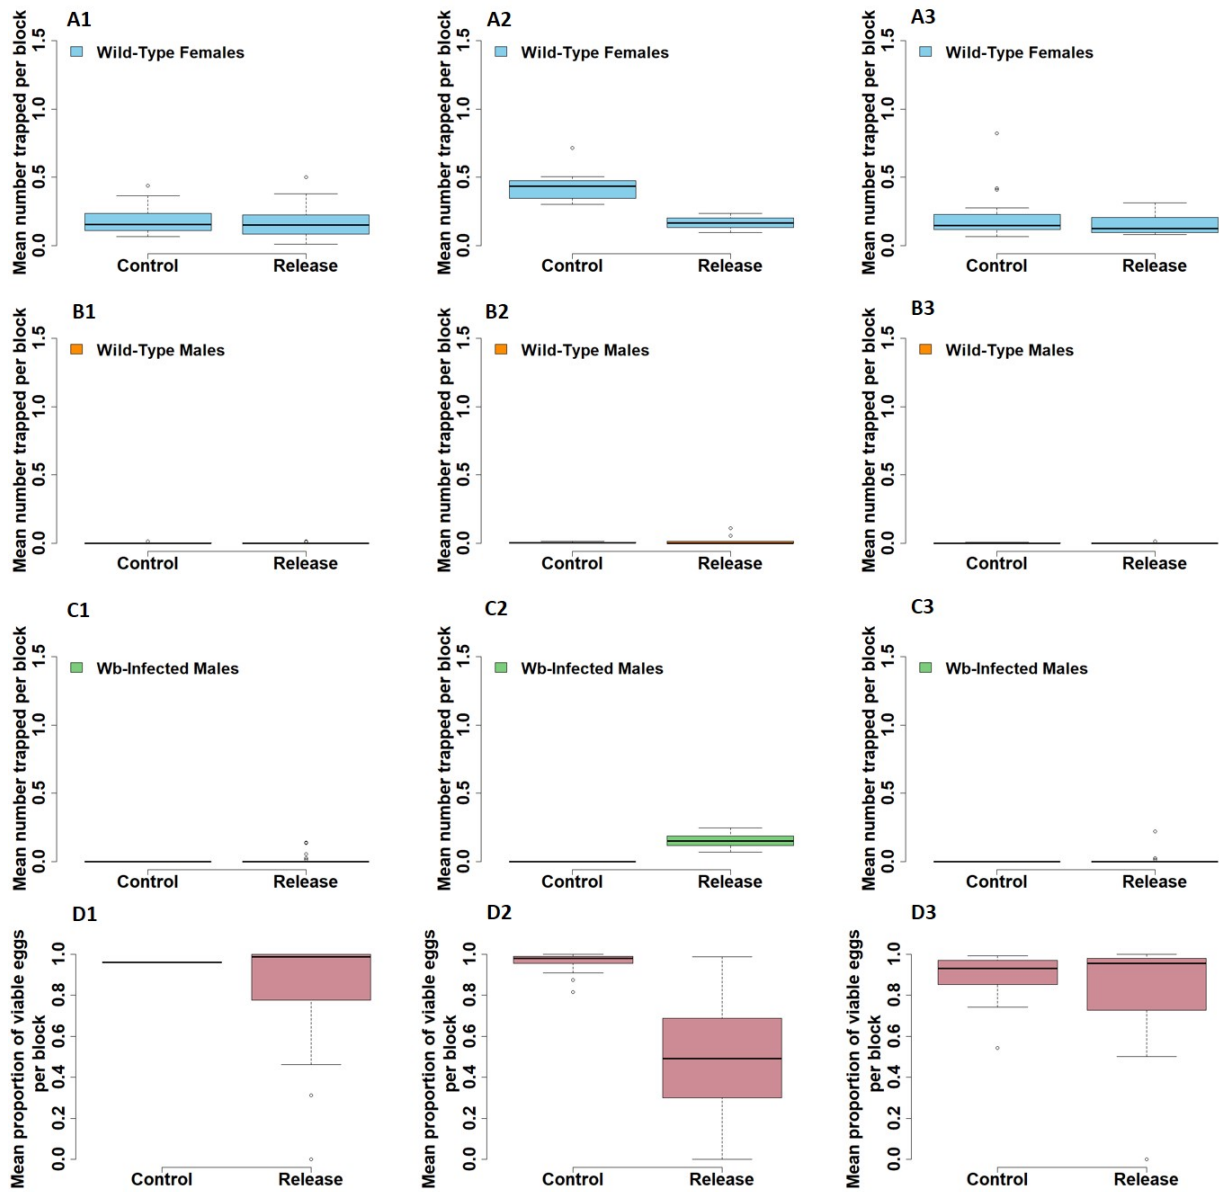 A1
Mean number trapped per block
0.0 0.5 1.0 1.5
Wild-Type Females
Control Release
A2
Mean number trapped per block
0.0 0.5 1.0 1.5
Wild-Type Females
Control Release
A3
Mean number trapped per block
0.0 0.5 1.0 1.5
Wild-Type Females
Control Release
B1
Mean number trapped per block
0.0 0.5 1.0 1.5
Wild-Type Males
Control Release
B2
Mean number trapped per block
0.0 0.5 1.0 1.5
Wild-Type Males
Control Release
B3
Mean number trapped per block
0.0 0.5 1.0 1.5
Wild-Type Males
Control Release
C1
Mean number trapped per block
0.0 0.5 1.0 1.5
Wb-Infected Males
Control Release
C2
Mean number trapped per block
0.0 0.5 1.0 1.5
Wb-Infected Males
Control Release
C3
Mean number trapped per block
0.0 0.5 1.0 1.5
Wb-Infected Males
Control Release
D1
Mean proportion of viable eggs
per block
0.0 0.2 0.4 0.6 0.8 1.0
Control Release
D2
Mean proportion of viable eggs
per block
0.0 0.2 0.4 0.6 0.8 1.0
Control Release
D3
Mean proportion of viable eggs
per block
0.0 0.2 0.4 0.6 0.8 1.0
Control Release